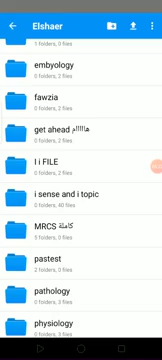 Elshaer
1 folders, 0 files
embyology
0 folders, 2 files
fawzia
0 folders, 2 files
get ahead هاااااام
0 folders, 2 files
I i FILE
0 folders, 2 files
i sense and i topic
0 folders, 40 files
MRCS كاملة
5 folders, 0 files
pastest
2 folders, 0 files
pathology
0 folders, 3 files
physiology
0 folders, 3 files